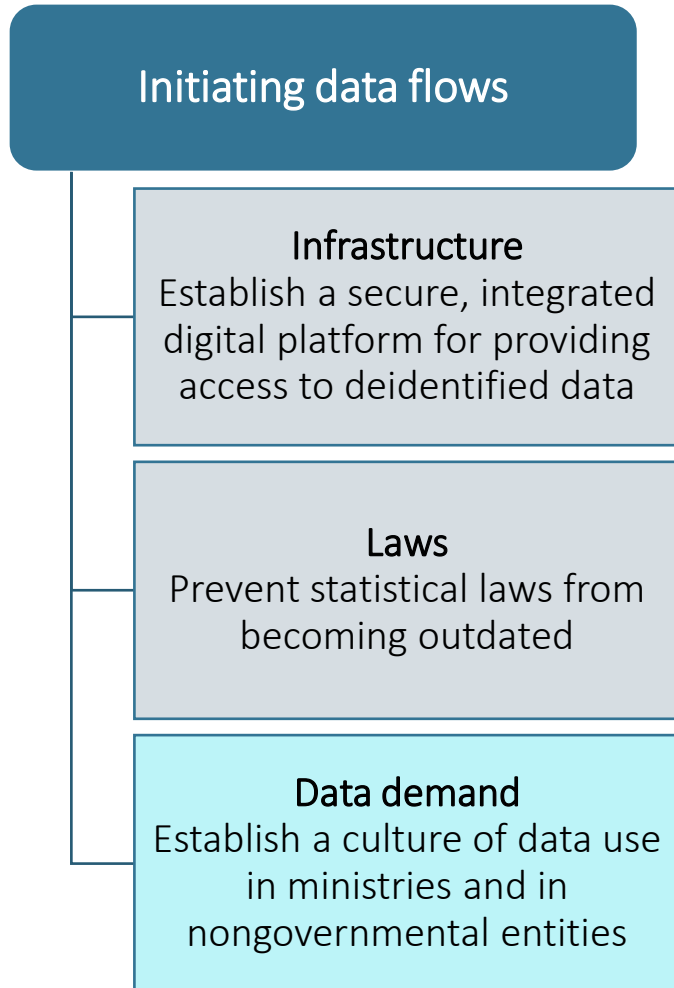 Initiating data flows
Infrastructure
Establish a secure, integrated
digital platform for providing
access to deidentified data
Laws
Prevent statistical laws from
becoming outdated
Data demand
Establish a culture of data use
in ministries and in
nongovernmental entities